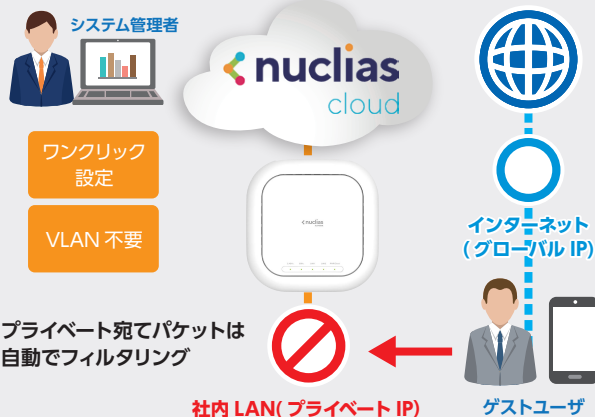 システム管理者
nuclias
cloud
ワンクリック
設定
VLAN 不要
nuclias
インターネット
( グローバル IP)
プライベート宛てパケットは
自動でフィルタリング
社内 LAN( プライベート IP)
ゲストユーザ